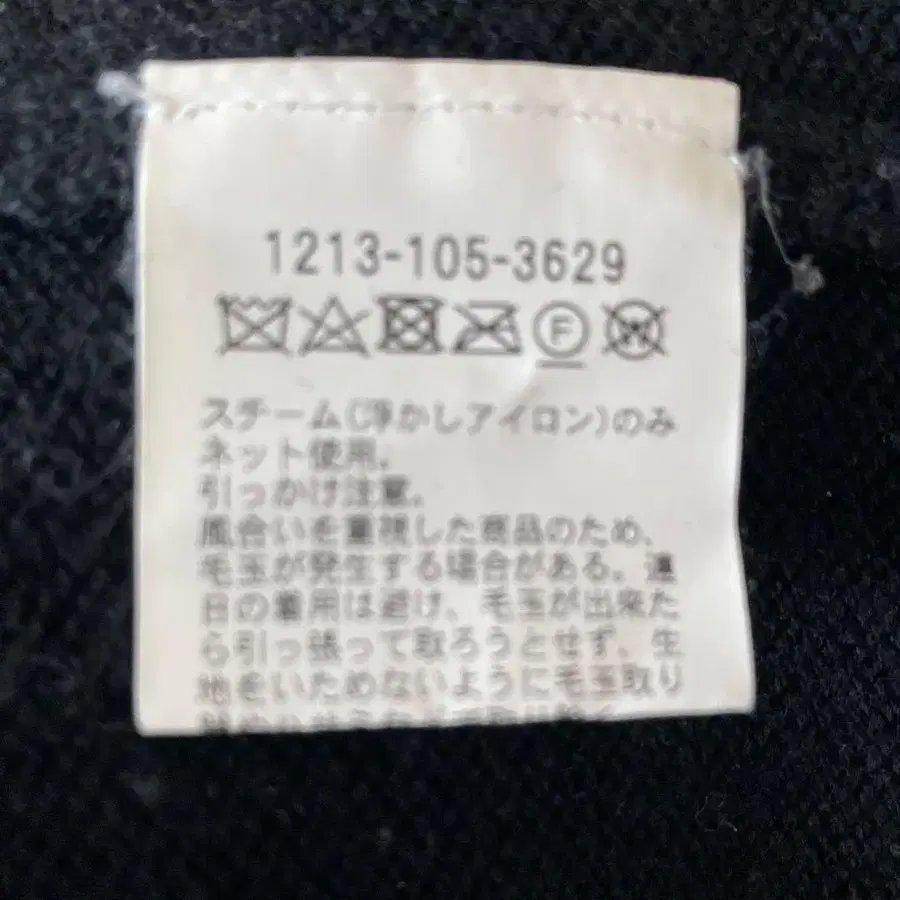 1213-105-3629
F W
スチーム(浮かしアイロン)のみ
ネット使用。
引っかけ注意。
風合いを重視した商品のため、
毛玉が発生する場合がある。連
日の着用は避け、毛玉が出来た
ら引っ張って取ろうとせず、生
地をいためないように毛玉取り